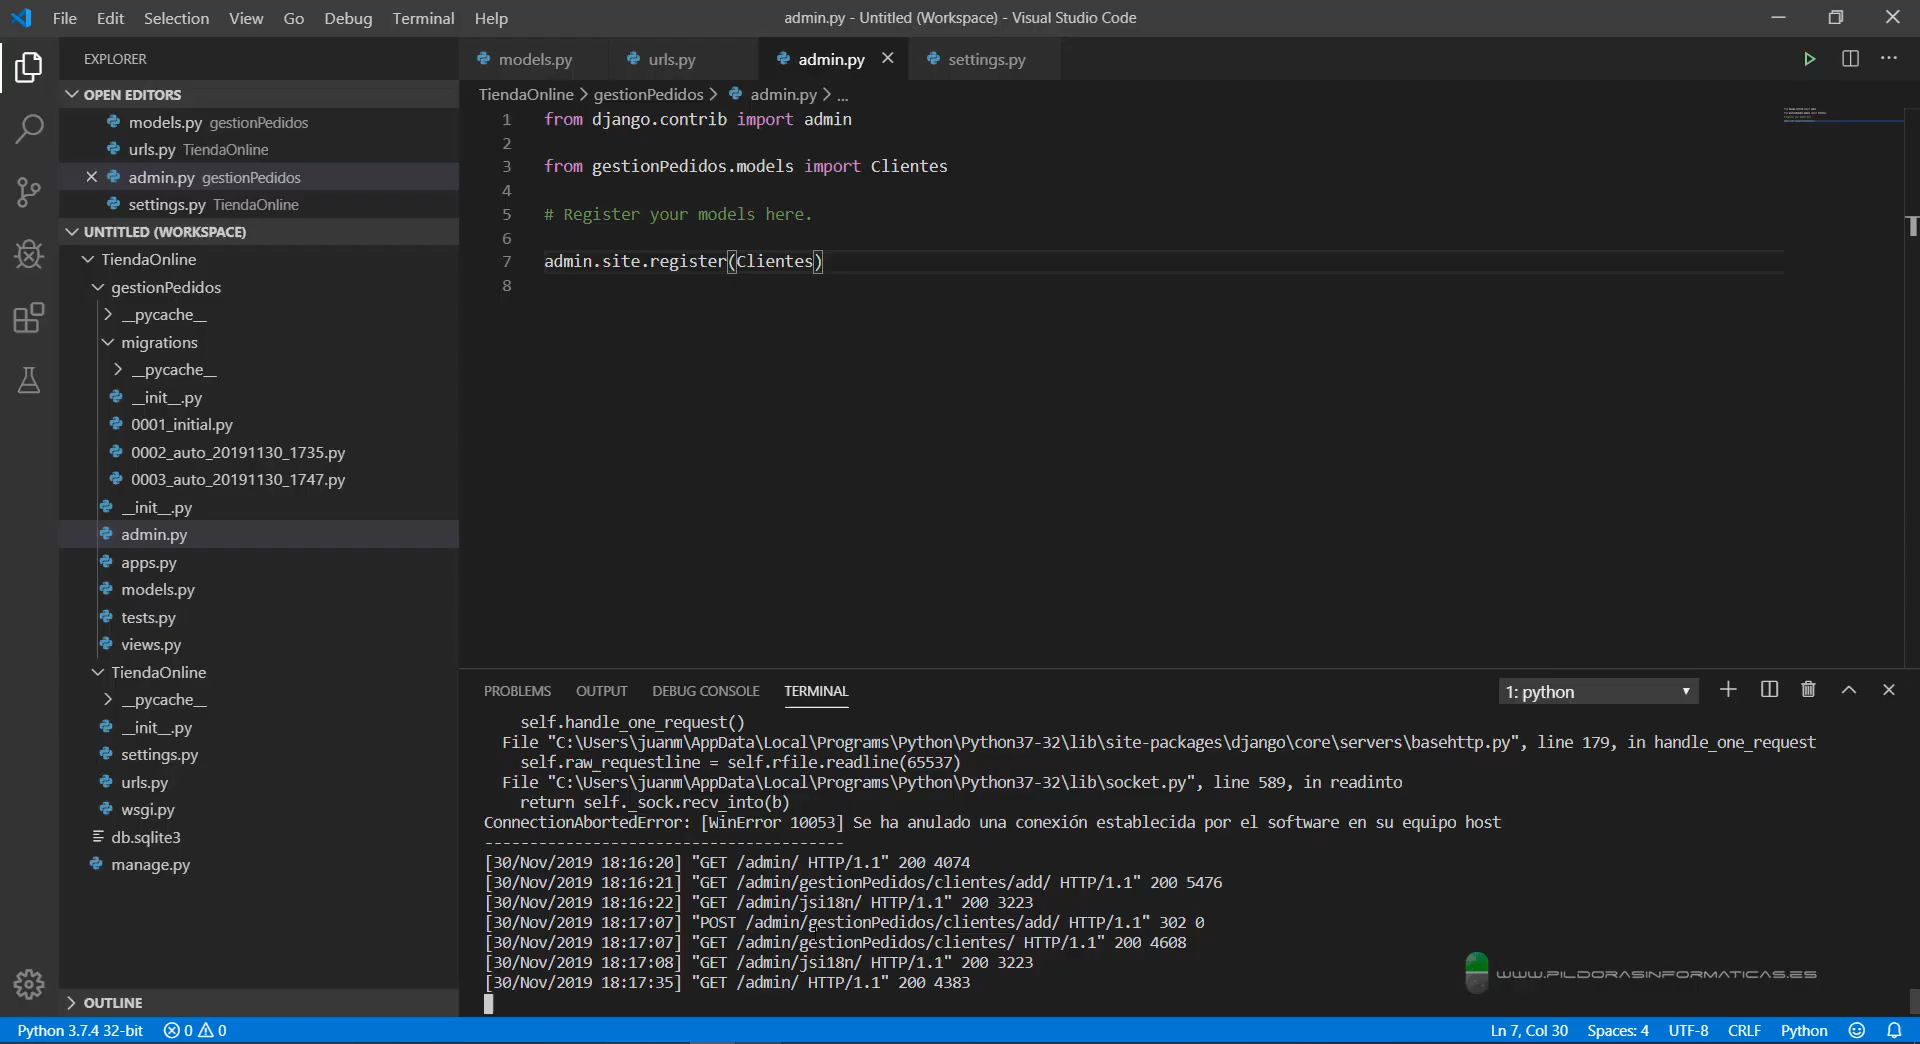 File Edit Selection View Go Debug Terminal Help
admin.py - Untitled (Workspace) - Visual Studio Code
EXPLORER
OPEN EDITORS
models.py gestionPedidos
urls.py TiendaOnline
admin.py gestionPedidos
settings.py TiendaOnline
UNTITLED (WORKSPACE)
TiendaOnline
gestionPedidos
__pycache__
migrations
__pycache__
__init__.py
0001_initial.py
0002_auto_20191130_1735.py
0003_auto_20191130_1747.py
__init__.py
admin.py
apps.py
models.py
tests.py
views.py
TiendaOnline
__pycache__
__init__.py
settings.py
urls.py
wsgi.py
db.sqlite3
manage.py
OUTLINE
models.py urls.py admin.py settings.py
TiendaOnline > gestionPedidos > admin.py > ...
1 from django.contrib import admin
2
3 from gestionPedidos.models import Clientes
4
5 # Register your models here.
6
7 admin.site.register(Clientes)
8
PROBLEMS OUTPUT DEBUG CONSOLE TERMINAL
1: python
self.handle_one_request()
File "C:\Users\juanm\AppData\Local\Programs\Python\Python37-32\lib\site-packages\django\core\servers\basehttp.py", line 179, in handle_one_request
self.raw_requestline = self.rfile.readline(65537)
File "C:\Users\juanm\AppData\Local\Programs\Python\Python37-32\lib\socket.py", line 589, in readinto
return self._sock.recv_into(b)
ConnectionAbortedError: [WinError 10053] Se ha anulado una conexión establecida por el software en su equipo host
----------------------------------------
[30/Nov/2019 18:16:20] "GET /admin/ HTTP/1.1" 200 4074
[30/Nov/2019 18:16:21] "GET /admin/gestionPedidos/clientes/add/ HTTP/1.1" 200 5476
[30/Nov/2019 18:16:22] "GET /admin/jsi18n/ HTTP/1.1" 200 3223
[30/Nov/2019 18:17:07] "POST /admin/gestionPedidos/clientes/add/ HTTP/1.1" 302 0
[30/Nov/2019 18:17:07] "GET /admin/gestionPedidos/clientes/ HTTP/1.1" 200 4608
[30/Nov/2019 18:17:08] "GET /admin/jsi18n/ HTTP/1.1" 200 3223
[30/Nov/2019 18:17:35] "GET /admin/ HTTP/1.1" 200 4383
WWW.PILDORASINFORMATICAS.ES
Python 3.7.4 32-bit 0 0
Ln 7, Col 30 Spaces: 4 UTF-8 CRLF Python